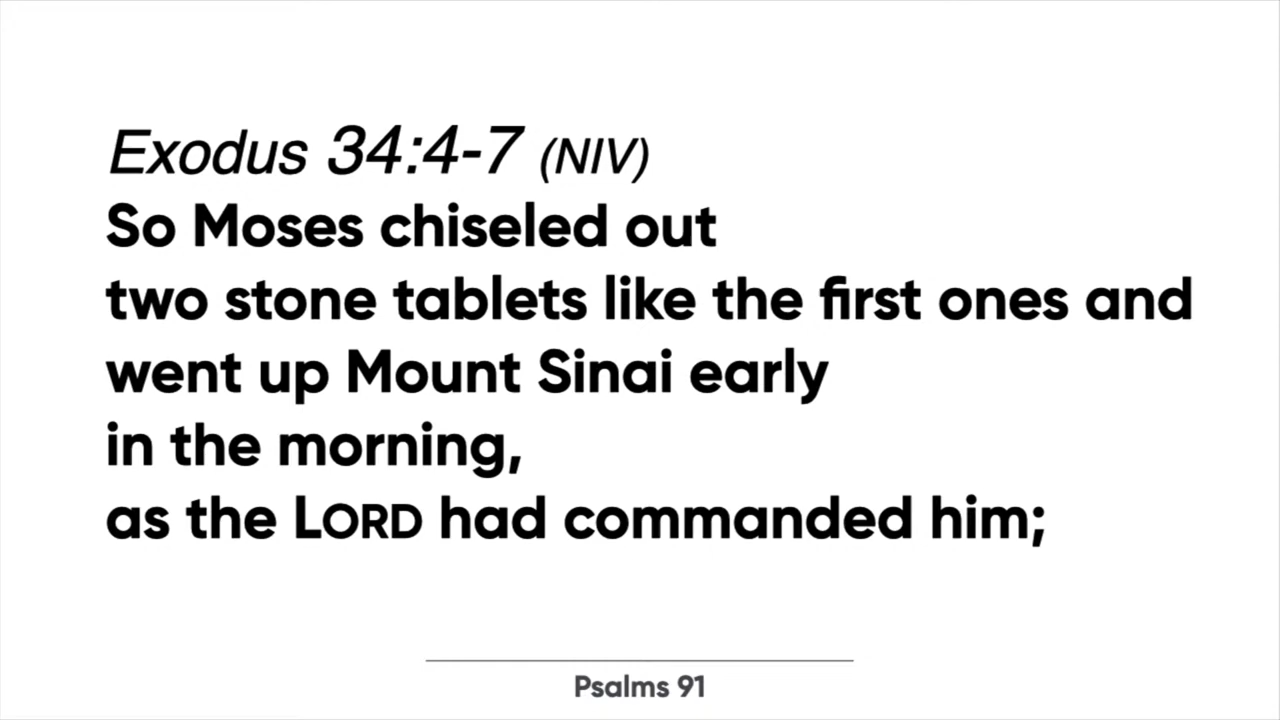 Exodus 34:4-7 (NIV)
So Moses chiseled out
two stone tablets like the first ones and
went up Mount Sinai early
in the morning,
as the LORD had commanded him;
Psalms 91